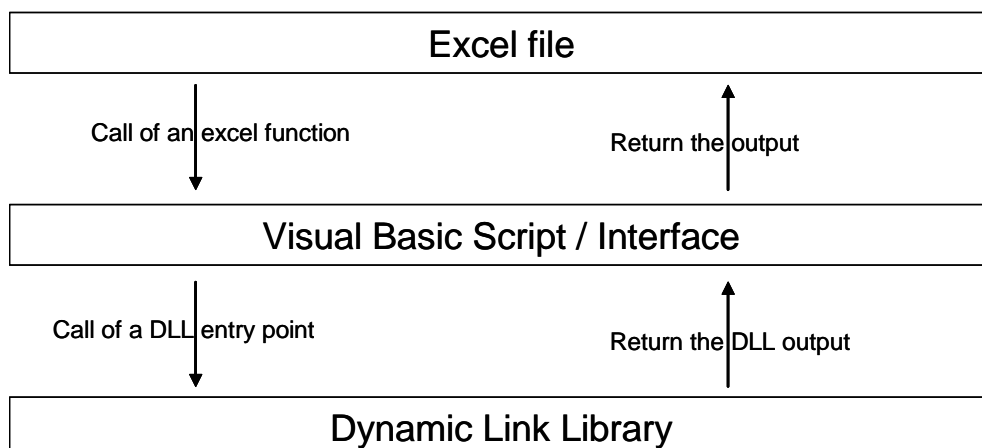 Excel file
Call of an excel function
Return the output
Visual Basic Script / Interface
Call of a DLL entry point
Return the DLL output
Dynamic Link Library